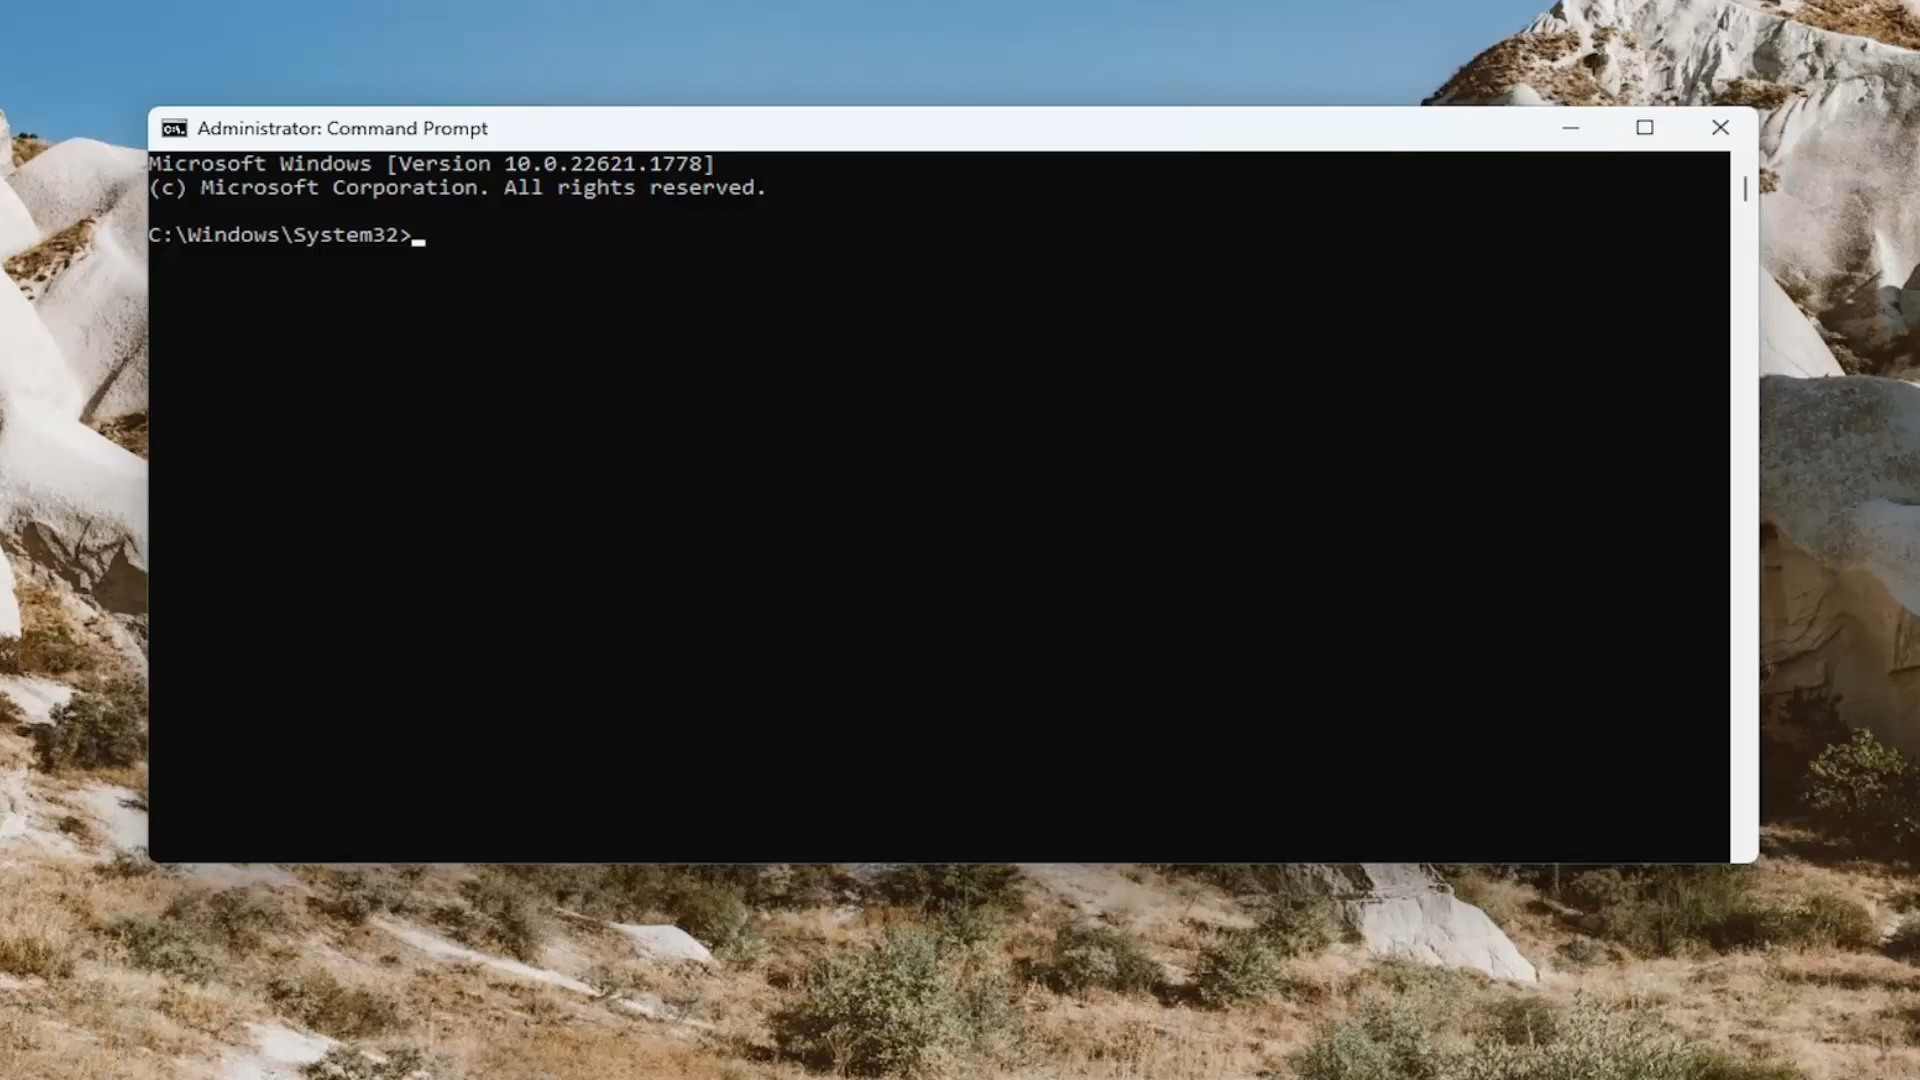 Administrator: Command Prompt
Microsoft Windows [Version 10.0.22621.1778]
(c) Microsoft Corporation. All rights reserved.
C:\Windows\System32>